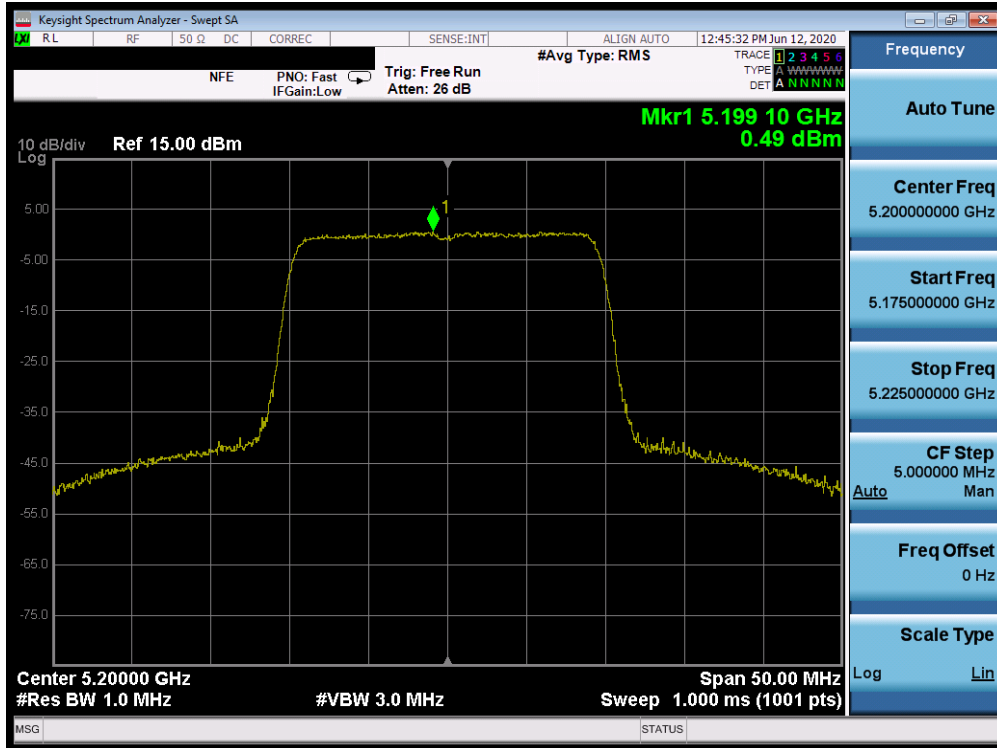 Keysight Spectrum Analyzer - Swept SA
LXI RL RF 50 Ω DC CORREC SENSE:INT ALIGN AUTO 12:45:32 PM Jun 12, 2020
NFE PNO: Fast Trig: Free Run #Avg Type: RMS TRACE 1 2 3 4 5 6
IFGain:Low Atten: 26 dB TYPE A WWWWWW
DET A N N N N N
Mkr1 5.199 10 GHz
0.49 dBm
10 dB/div Ref 15.00 dBm
Log
1
5.00
-5.00
-15.0
-25.0
-35.0
-45.0
-55.0
-65.0
-75.0
Center 5.20000 GHz Span 50.00 MHz
#Res BW 1.0 MHz #VBW 3.0 MHz Sweep 1.000 ms (1001 pts)
MSG STATUS
Frequency
Auto Tune
Center Freq
5.200000000 GHz
Start Freq
5.175000000 GHz
Stop Freq
5.225000000 GHz
CF Step
5.000000 MHz
Auto Man
Freq Offset
0 Hz
Scale Type
Log Lin